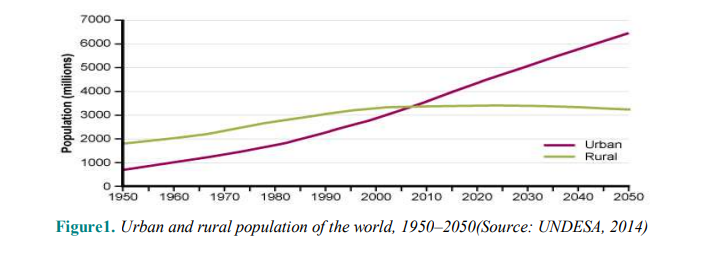 7000
6000
5000
4000
3000
2000
1000
0
Population (millions)
1950 1960 1970 1980 1990 2000 2010 2020 2030 2040 2050
Urban
Rural
Figure1. Urban and rural population of the world, 1950–2050(Source: UNDESA, 2014)